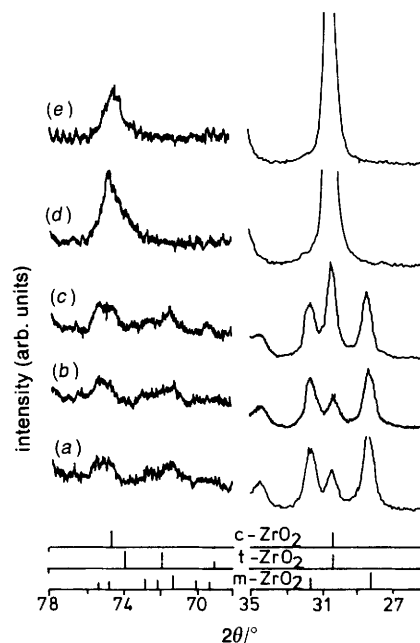 (e)
(d)
(c)
(b)
(a)
intensity (arb. units)
c-ZrO₂
t-ZrO₂
m-ZrO₂
78 74 70 35 31 27
2θ/°